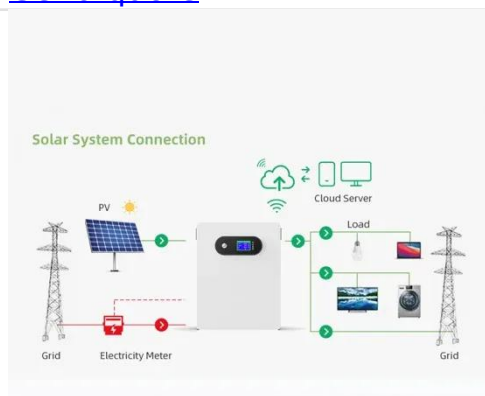 Solar System Connection
Cloud Server
PV
Load
Grid
Electricity Meter
Grid